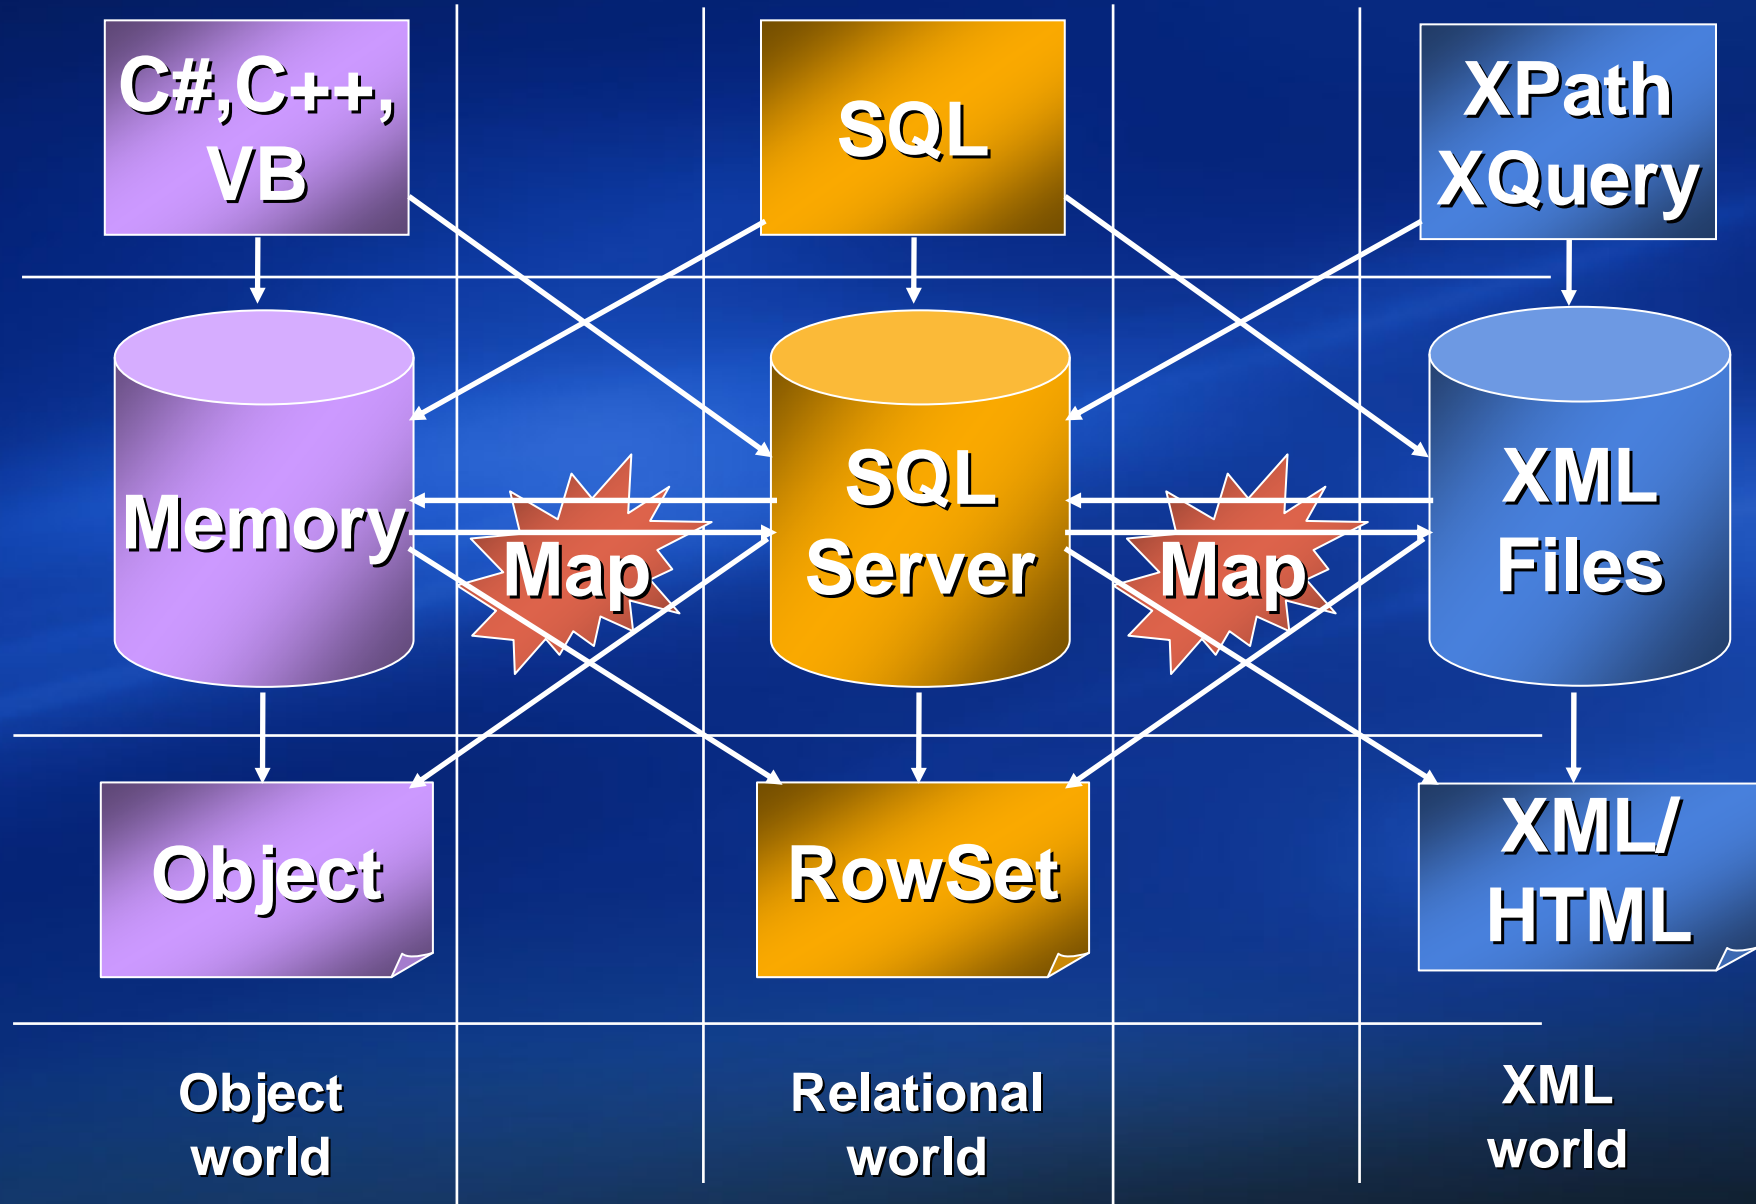 C#,C++,
VB
SQL
XPath
XQuery
Memory
Map
SQL
Server
Map
XML
Files
Object
RowSet
XML/
HTML
Object
world
Relational
world
XML
world